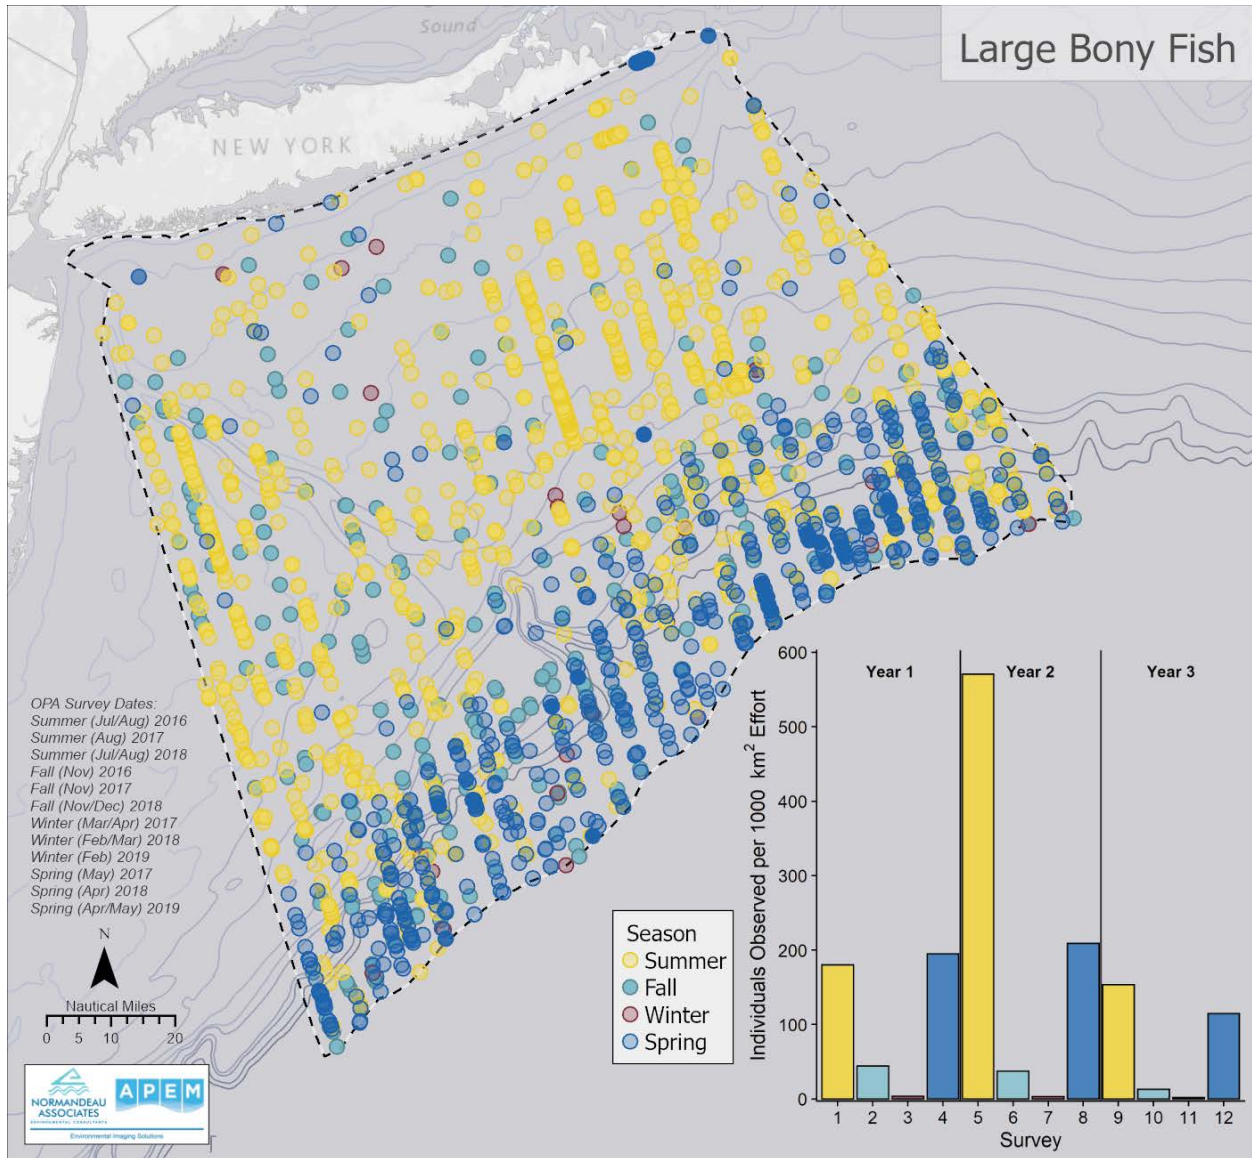 Sound
Large Bony Fish
NEW YORK
OPA Survey Dates:
Summer (Jul/Aug) 2016
Summer (Aug) 2017
Summer (Jul/Aug) 2018
Fall (Nov) 2016
Fall (Nov) 2017
Fall (Nov/Dec) 2018
Winter (Mar/Apr) 2017
Winter (Feb/Mar) 2018
Winter (Feb) 2019
Spring (May) 2017
Spring (Apr) 2018
Spring (Apr/May) 2019
N
Nautical Miles
0 5 10 20
NORMANDEAU
ASSOCIATES
ENVIRONMENTAL CONSULTANTS
APEM
Environmental Imaging Solutions
Season
Summer
Fall
Winter
Spring
Individuals Observed per 1000 km² Effort
600
500
400
300
200
100
0
Year 1 Year 2 Year 3
1 2 3 4 5 6 7 8 9 10 11 12
Survey